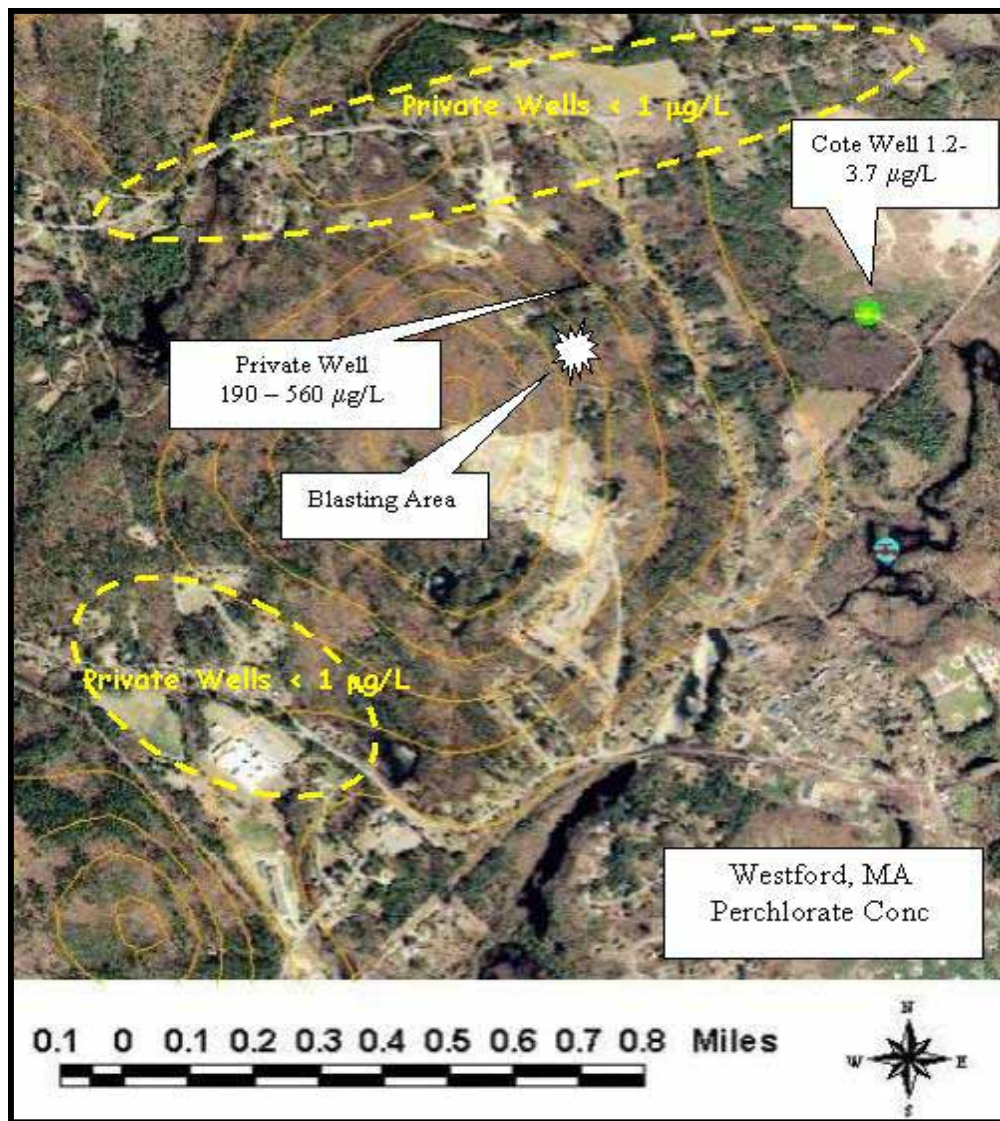 Private Wells < 1 µg/L
Cote Well 1.2-
3.7 µg/L
Private Well
190 – 560 µg/L
Blasting Area
Private Wells < 1 µg/L
Westford, MA
Perchlorate Conc
0.1 0 0.1 0.2 0.3 0.4 0.5 0.6 0.7 0.8 Miles
N
W E
S